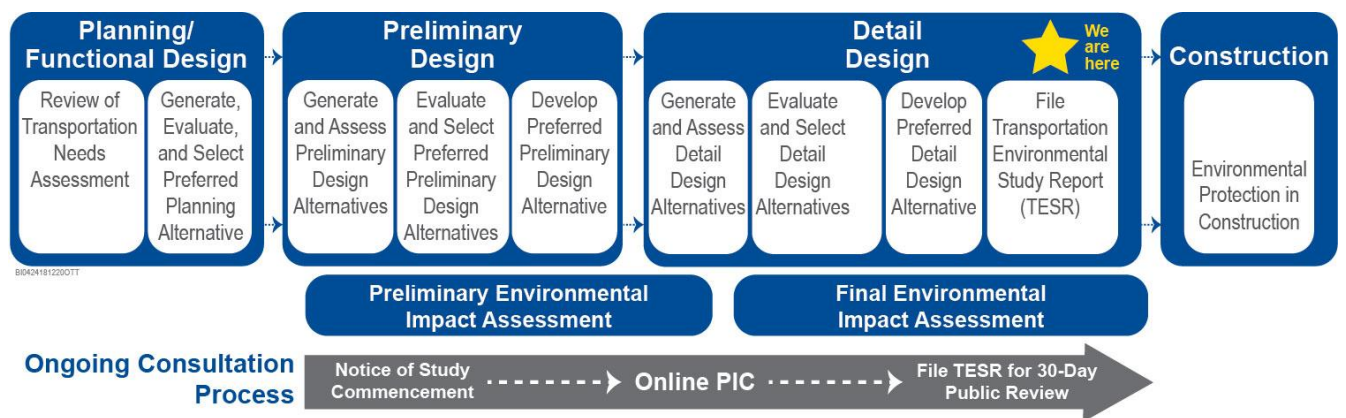 Planning/
Functional Design
Review of
Transportation
Needs
Assessment
Generate,
Evaluate,
and Select
Preferred
Planning
Alternative
Preliminary
Design
Generate
and Assess
Preliminary
Design
Alternatives
Evaluate
and Select
Preferred
Preliminary
Design
Alternatives
Develop
Preferred
Preliminary
Design
Alternative
Detail
Design
We
are
here
Generate
and Assess
Detail
Design
Alternatives
Evaluate
and Select
Detail
Design
Alternatives
Develop
Preferred
Detail
Design
Alternative
File
Transportation
Environmental
Study Report
(TESR)
Construction
Environmental
Protection in
Construction
BI0424181220OTT
Preliminary Environmental
Impact Assessment
Final Environmental
Impact Assessment
Ongoing Consultation
Process
Notice of Study
Commencement
Online PIC
File TESR for 30-Day
Public Review